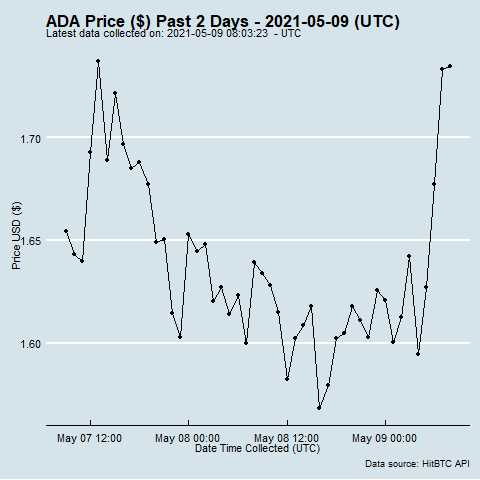 ADA Price ($) Past 2 Days - 2021-05-09 (UTC)
Latest data collected on: 2021-05-09 08:03:23  - UTC
1.70
1.65
1.60
Price USD ($)
May 07 12:00
May 08 00:00
May 08 12:00
May 09 00:00
Date Time Collected (UTC)
Data source: HitBTC API